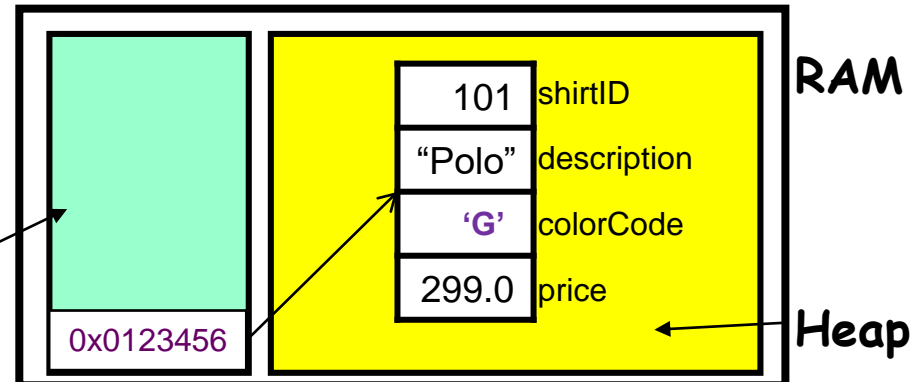 RAM
101 shirtID
“Polo” description
‘G’ colorCode
299.0 price
0x0123456
Heap